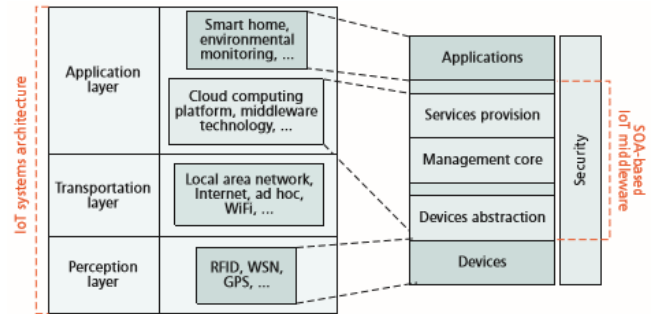 IoT systems architecture
Application
layer
Smart home,
environmental
monitoring, ...
Cloud computing
platform, middleware
technology, ...
Transportation
layer
Local area network,
Internet, ad hoc,
WiFi, ...
Perception
layer
RFID, WSN,
GPS, ...
Applications
Services provision
Management core
Devices abstraction
Devices
Security
SOA-based
IoT middleware